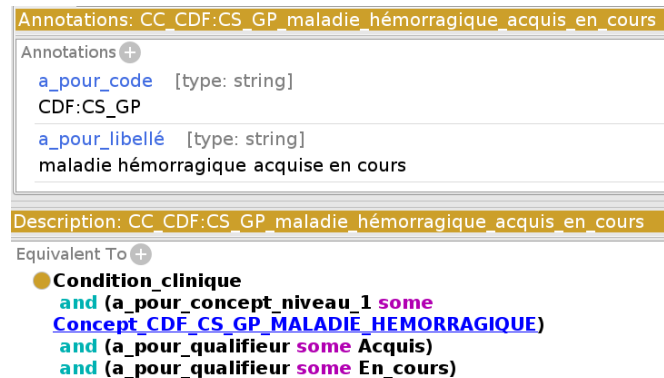 Annotations: CC_CDF:CS_GP_maladie_hémorragique_acquis_en_cours
Annotations
a_pour_code [type: string]
CDF:CS_GP
a_pour_libellé [type: string]
maladie hémorragique acquise en cours
Description: CC_CDF:CS_GP_maladie_hémorragique_acquis_en_cours
Equivalent To
Condition_clinique
and (a_pour_concept_niveau_1 some
Concept_CDF_CS_GP_MALADIE_HEMORRAGIQUE)
and (a_pour_qualifieur some Acquis)
and (a_pour_qualifieur some En_cours)